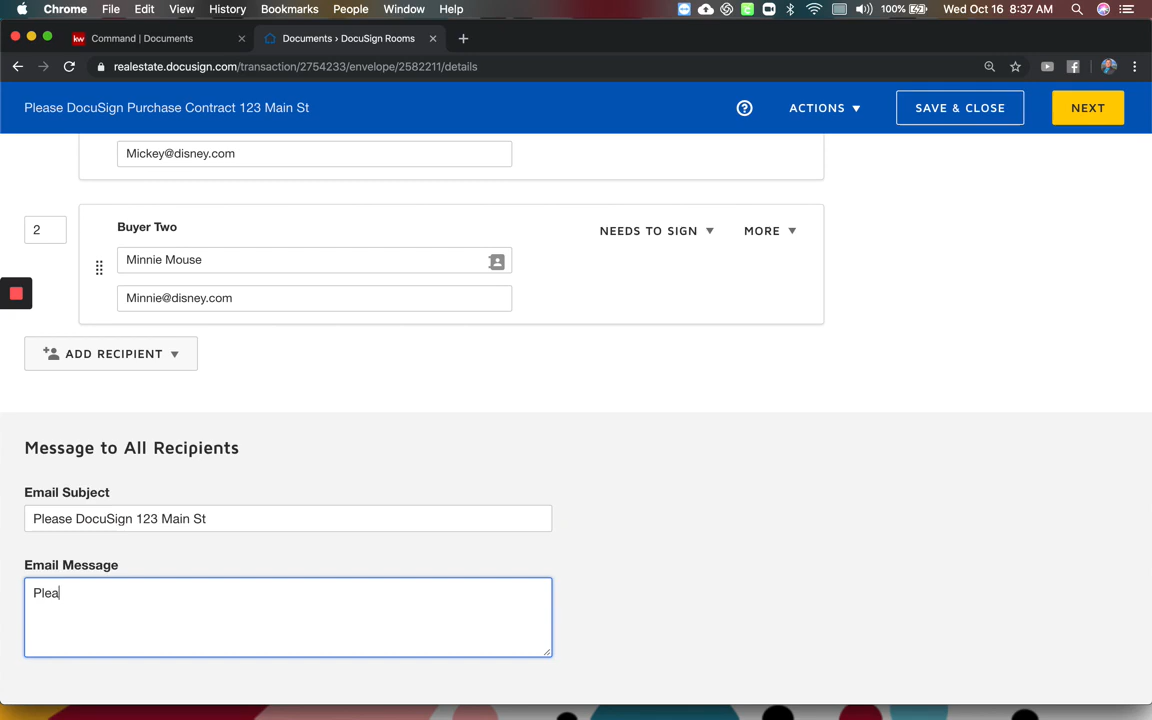 Chrome File Edit View History Bookmarks People Window Help 100% Wed Oct 16 8:37 AM
kw Command | Documents Documents › DocuSign Rooms
realestate.docusign.com/transaction/2754233/envelope/2582211/details
Please DocuSign Purchase Contract 123 Main St ? ACTIONS SAVE & CLOSE NEXT
Mickey@disney.com
2 Buyer Two NEEDS TO SIGN MORE
Minnie Mouse
Minnie@disney.com
ADD RECIPIENT
Message to All Recipients
Email Subject
Please DocuSign 123 Main St
Email Message
Plea